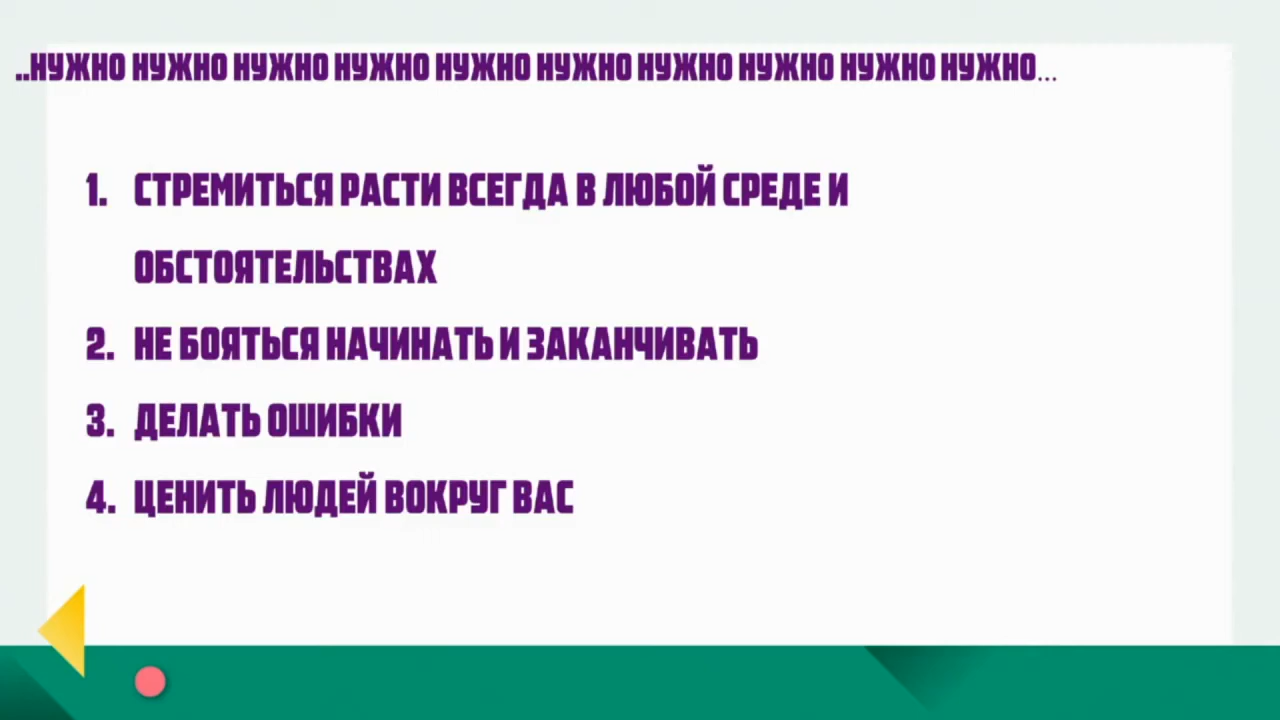 ..НУЖНО НУЖНО НУЖНО НУЖНО НУЖНО НУЖНО НУЖНО НУЖНО НУЖНО НУЖНО...
1. СТРЕМИТЬСЯ РАСТИ ВСЕГДА В ЛЮБОЙ СРЕДЕ И
ОБСТОЯТЕЛЬСТВАХ
2. НЕ БОЯТЬСЯ НАЧИНАТЬ И ЗАКАНЧИВАТЬ
3. ДЕЛАТЬ ОШИБКИ
4. ЦЕНИТЬ ЛЮДЕЙ ВОКРУГ ВАС